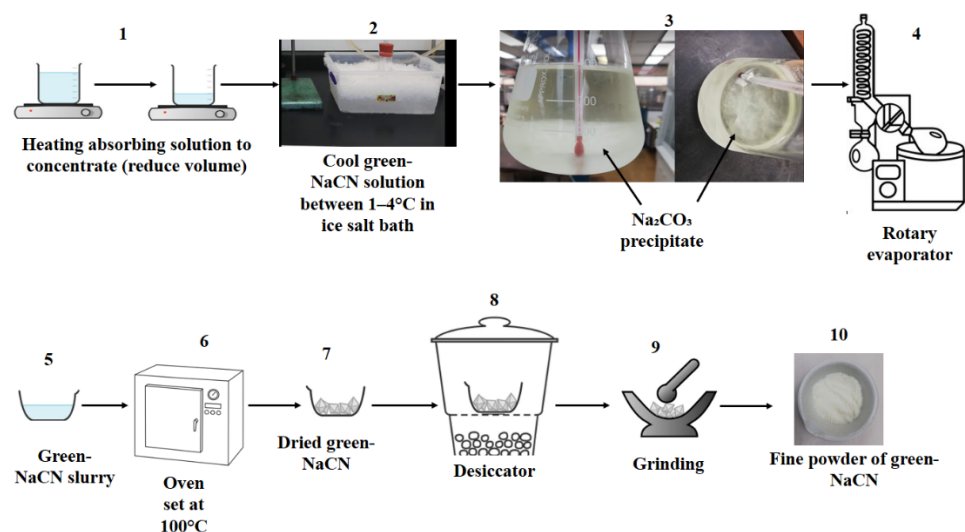 1
2
3
4
Heating absorbing solution to
concentrate (reduce volume)
Cool green-
NaCN solution
between 1–4°C in
ice salt bath
Na₂CO₃
precipitate
Rotary
evaporator
5
6
7
8
9
10
Green-
NaCN slurry
Oven
set at
100°C
Dried green-
NaCN
Desiccator
Grinding
Fine powder of green-
NaCN